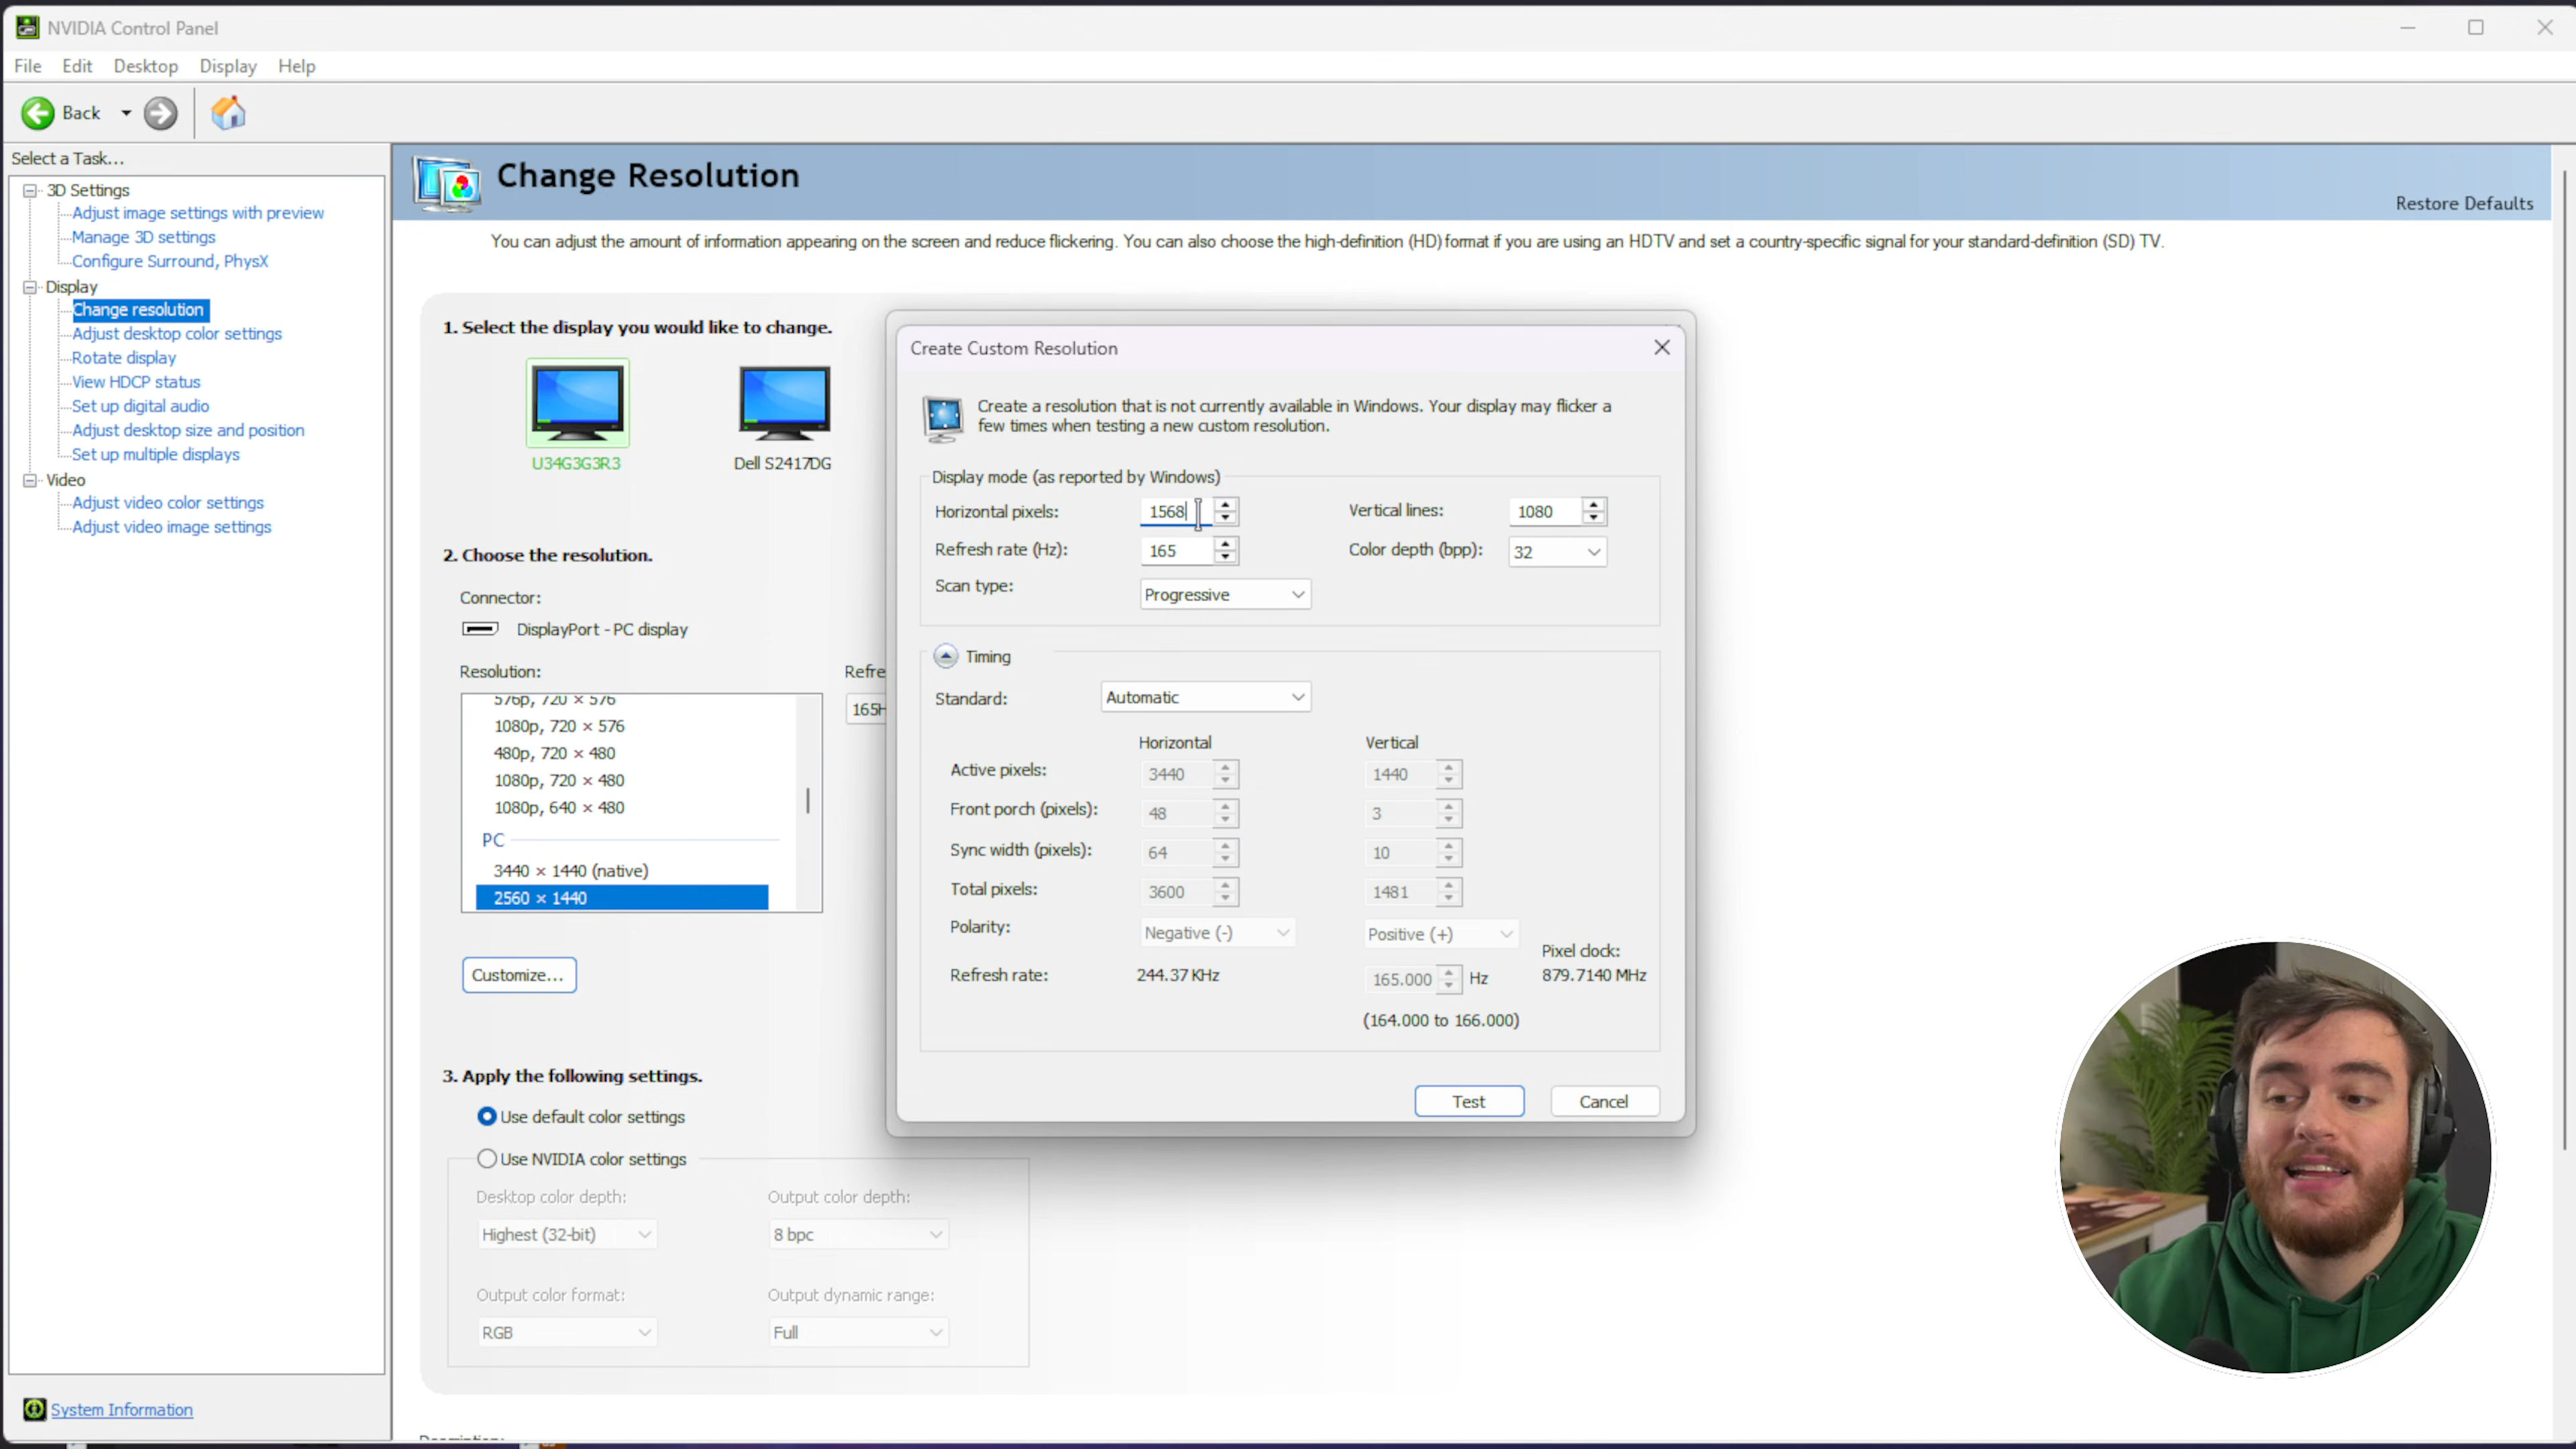 NVIDIA Control Panel
File Edit Desktop Display Help
Back
Select a Task...
3D Settings
Adjust image settings with preview
Manage 3D settings
Configure Surround, PhysX
Display
Change resolution
Adjust desktop color settings
Rotate display
View HDCP status
Set up digital audio
Adjust desktop size and position
Set up multiple displays
Video
Adjust video color settings
Adjust video image settings
System Information
Change Resolution
Restore Defaults
You can adjust the amount of information appearing on the screen and reduce flickering. You can also choose the high-definition (HD) format if you are using an HDTV and set a country-specific signal for your standard-definition (SD) TV.
1. Select the display you would like to change.
U34G3G3R3
Dell S2417DG
2. Choose the resolution.
Connector:
DisplayPort - PC display
Resolution:
576p, 720 × 576
1080p, 720 × 576
480p, 720 × 480
1080p, 720 × 480
1080p, 640 × 480
PC
3440 × 1440 (native)
2560 × 1440
Customize...
3. Apply the following settings.
Use default color settings
Use NVIDIA color settings
Desktop color depth: Output color depth:
Highest (32-bit) 8 bpc
Output color format: Output dynamic range:
RGB Full
Create Custom Resolution
Create a resolution that is not currently available in Windows. Your display may flicker a
few times when testing a new custom resolution.
Display mode (as reported by Windows)
Horizontal pixels: 1568 Vertical lines: 1080
Refresh rate (Hz): 165 Color depth (bpp): 32
Scan type: Progressive
Timing
Standard: Automatic
Horizontal Vertical
Active pixels: 3440 1440
Front porch (pixels): 48 3
Sync width (pixels): 64 10
Total pixels: 3600 1481
Polarity: Negative (-) Positive (+)
Pixel clock:
Refresh rate: 244.37 KHz 165.000 Hz 879.7140 MHz
(164.000 to 166.000)
Test Cancel